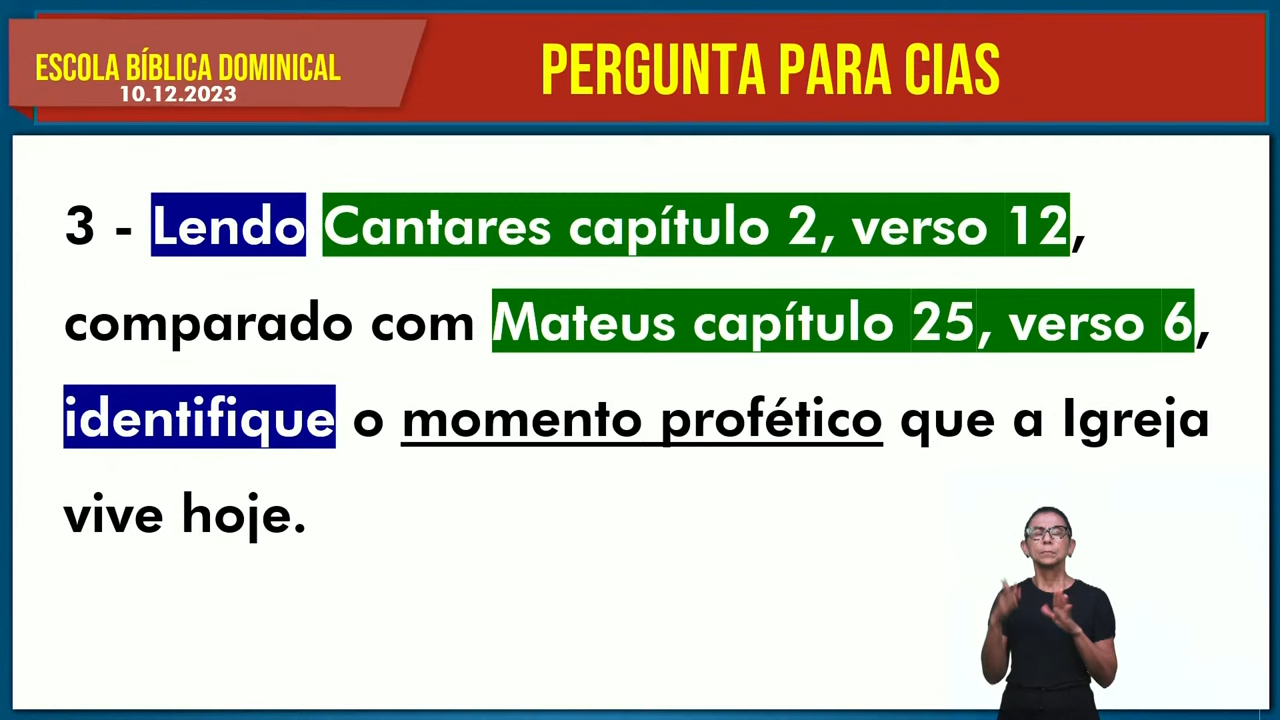 ESCOLA BÍBLICA DOMINICAL
10.12.2023
PERGUNTA PARA CIAS
3 - Lendo Cantares capítulo 2, verso 12,
comparado com Mateus capítulo 25, verso 6,
identifique o momento profético que a Igreja
vive hoje.